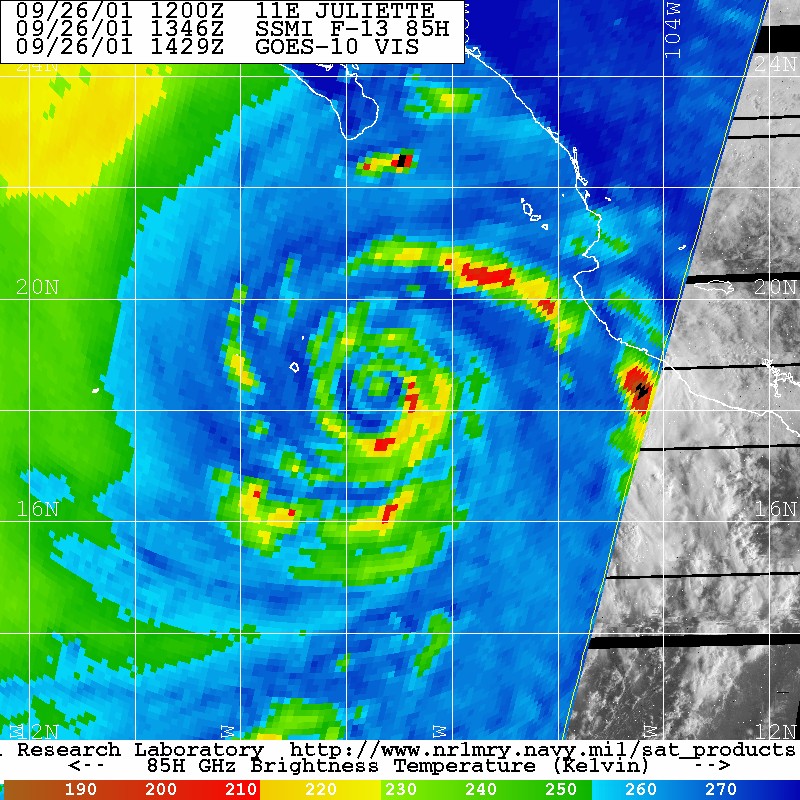 09/26/01 1200Z 11E JULIETTE
09/26/01 1346Z SSMI F-13 85H
09/26/01 1429Z GOES-10 VIS
104W
24N 24N
20N 20N
16N 16N
12N 12N
W W W
Research Laboratory http://www.nrlmry.navy.mil/sat_products
<-- 85H GHz Brightness Temperature (Kelvin) -->
190 200 210 220 230 240 250 260 270